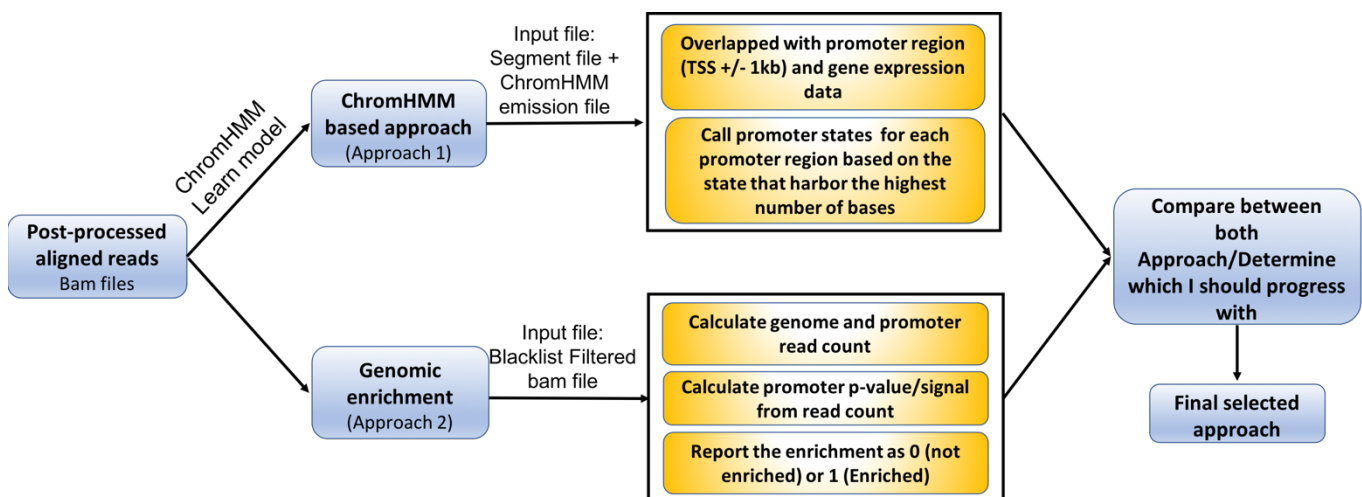 Post-processed
aligned reads
Bam files
ChromHMM
Learn model
ChromHMM
based approach
(Approach 1)
Input file:
Segment file +
ChromHMM
emission file
Overlapped with promoter region
(TSS +/- 1kb) and gene expression
data
Call promoter states for each
promoter region based on the
state that harbor the highest
number of bases
Genomic
enrichment
(Approach 2)
Input file:
Blacklist Filtered
bam file
Calculate genome and promoter
read count
Calculate promoter p-value/signal
from read count
Report the enrichment as 0 (not
enriched) or 1 (Enriched)
Compare between
both
Approach/Determine
which I should progress
with
Final selected
approach